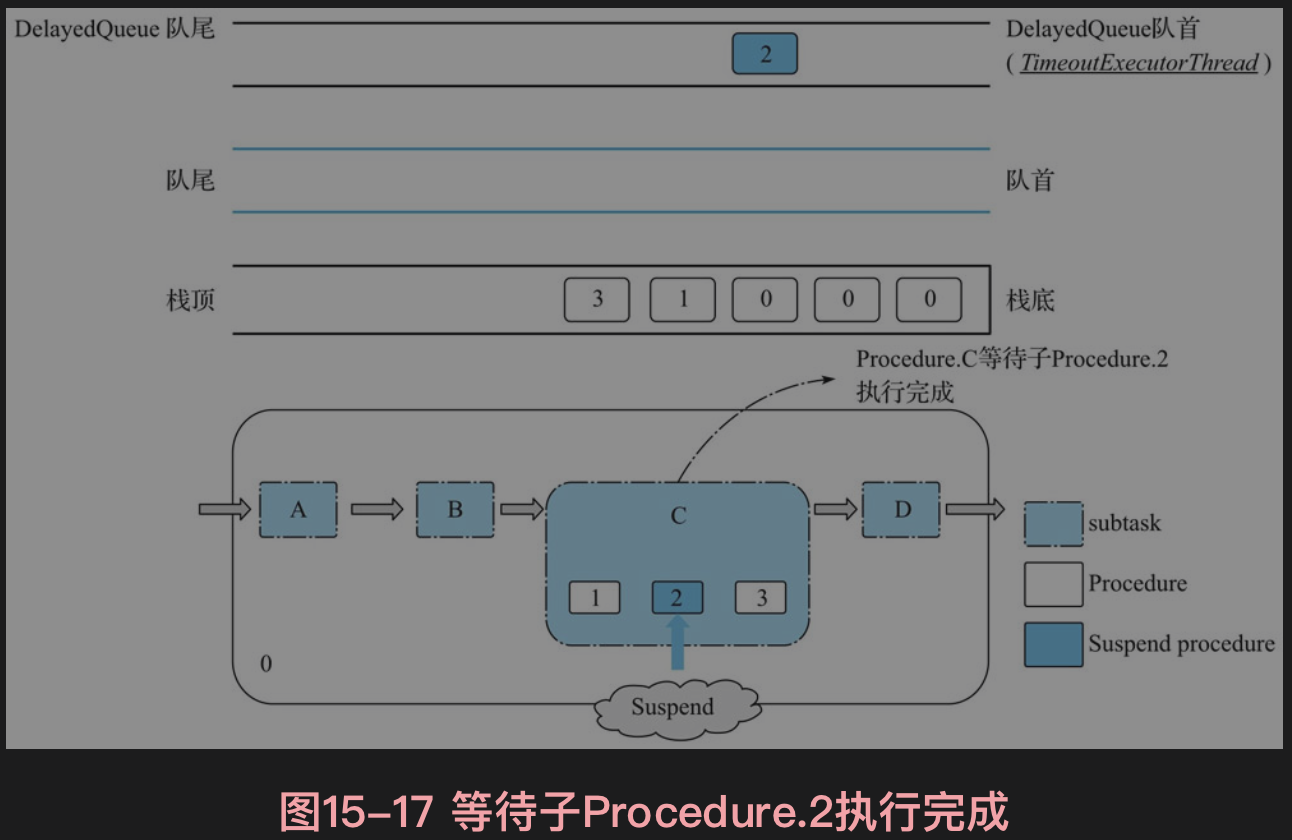 DelayedQueue 队尾
2
DelayedQueue队首
( TimeoutExecutorThread )
队尾
队首
栈顶
3 1 0 0 0
栈底
Procedure.C等待子Procedure.2
执行完成
A
B
C
D
1 2 3
0
Suspend
subtask
Procedure
Suspend procedure
图15-17 等待子Procedure.2执行完成